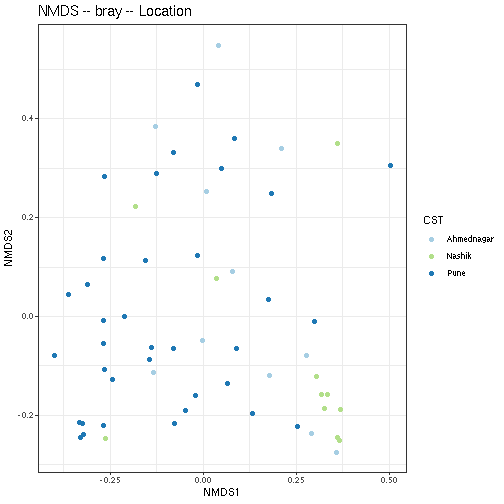 NMDS -- bray -- Location
0.4
0.2
0.0
-0.2
-0.25
0.00
0.25
0.50
NMDS1
NMDS2
CST
Ahmednagar
Nashik
Pune